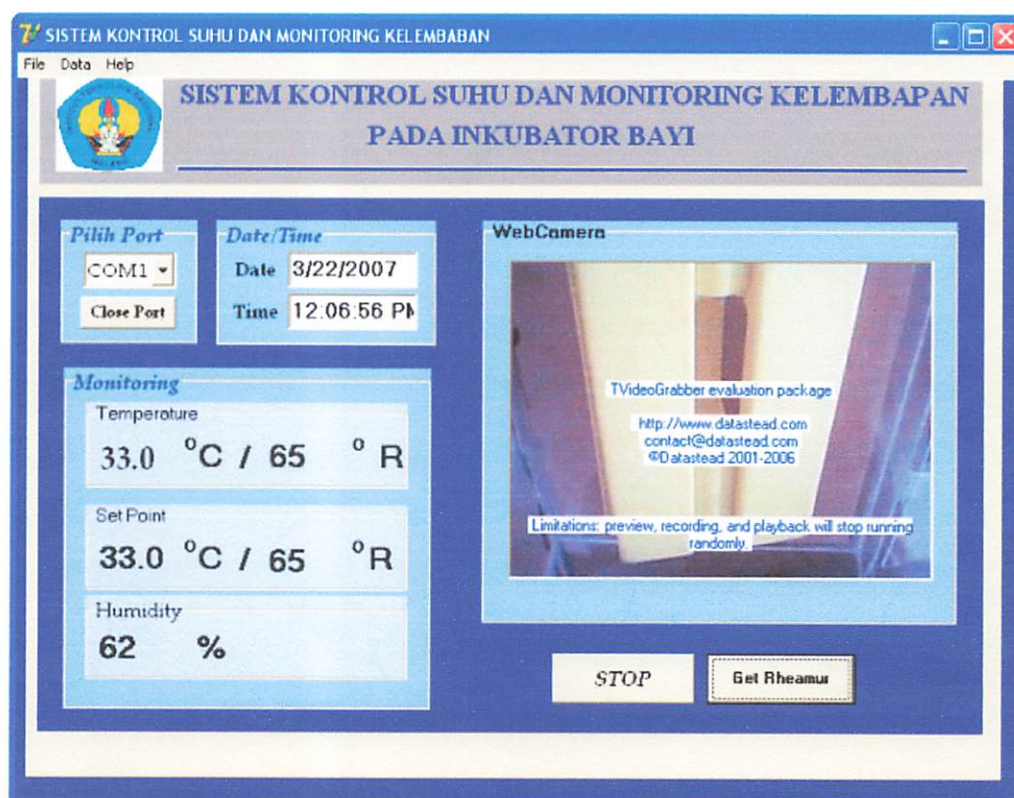 SISTEM KONTROL SUHU DAN MONITORING KELEMBABAN
File Data Help
SISTEM KONTROL SUHU DAN MONITORING KELEMBAPAN
PADA INKUBATOR BAYI
MALANG
Pilih Port
COM1
Close Port
Date/Time
Date 3/22/2007
Time 12:06:56 PM
Monitoring
Temperature
33.0 °C / 65 °R
Set Point
33.0 °C / 65 °R
Humidity
62 %
WebCamera
TVideoGrabber evaluation package
http://www.datastead.com
contact@datastead.com
©Datastead 2001-2006
Limitations: preview, recording, and playback will stop running
randomly.
STOP
Get Rheamur